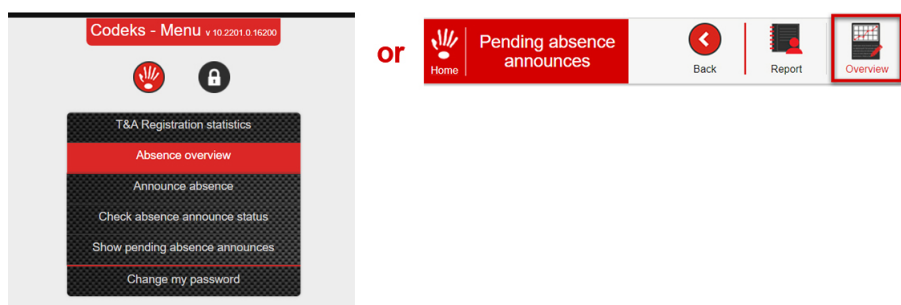 Codeks - Menu v 10.2201.0.16200
T&A Registration statistics
Absence overview
Announce absence
Check absence announce status
Show pending absence announces
Change my password
or
Home
Pending absence
announces
Back
Report
Overview